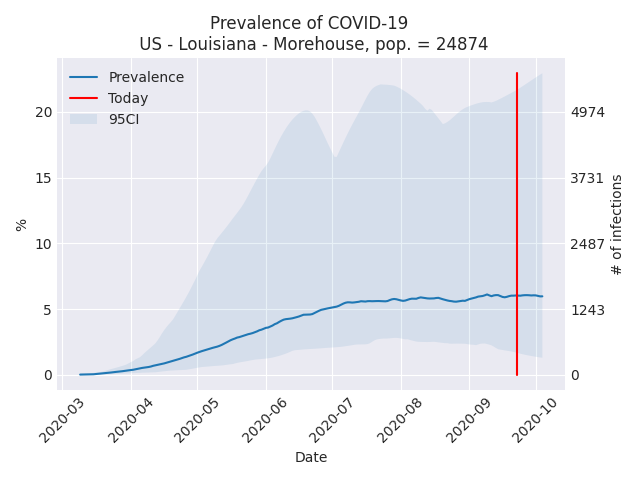 Prevalence of COVID-19
US - Louisiana - Morehouse, pop. = 24874
Prevalence
Today
95CI
20
15
10
5
0
%
4974
3731
2487
1243
0
# of infections
2020-03
2020-04
2020-05
2020-06
2020-07
2020-08
2020-09
2020-10
Date